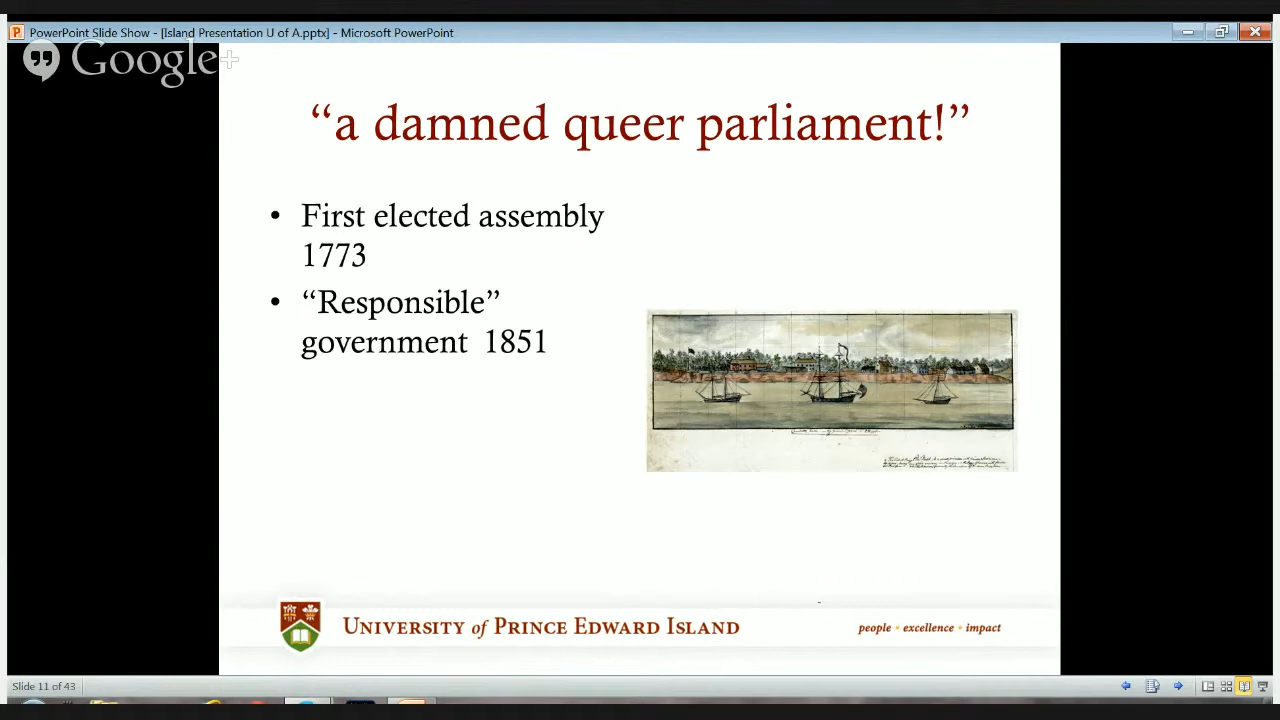 PowerPoint Slide Show - [Island Presentation U of A.pptx] - Microsoft PowerPoint
Google+
“a damned queer parliament!”
• First elected assembly
1773
• “Responsible”
government 1851
UNIVERSITY of PRINCE EDWARD ISLAND
people • excellence • impact
Slide 11 of 43